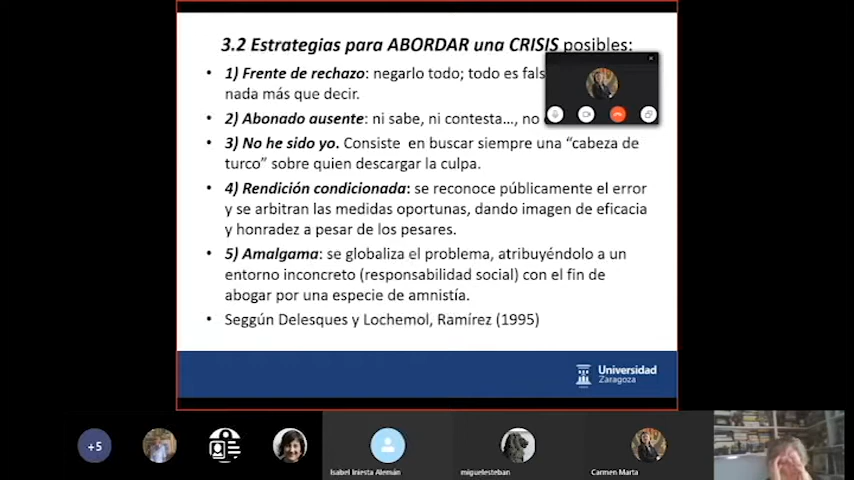 3.2 Estrategias para ABORDAR una CRISIS posibles:
• 1) Frente de rechazo: negarlo todo; todo es fals
nada más que decir.
• 2) Abonado ausente: ni sabe, ni contesta…, no
• 3) No he sido yo. Consiste en buscar siempre una “cabeza de
turco” sobre quien descargar la culpa.
• 4) Rendición condicionada: se reconoce públicamente el error
y se arbitran las medidas oportunas, dando imagen de eficacia
y honradez a pesar de los pesares.
• 5) Amalgama: se globaliza el problema, atribuyéndolo a un
entorno inconcreto (responsabilidad social) con el fin de
abogar por una especie de amnistía.
• Seggún Delesques y Lochemol, Ramírez (1995)
Universidad
Zaragoza
+5
Isabel Iniesta Alemán
miguelesteban
Carmen Marta